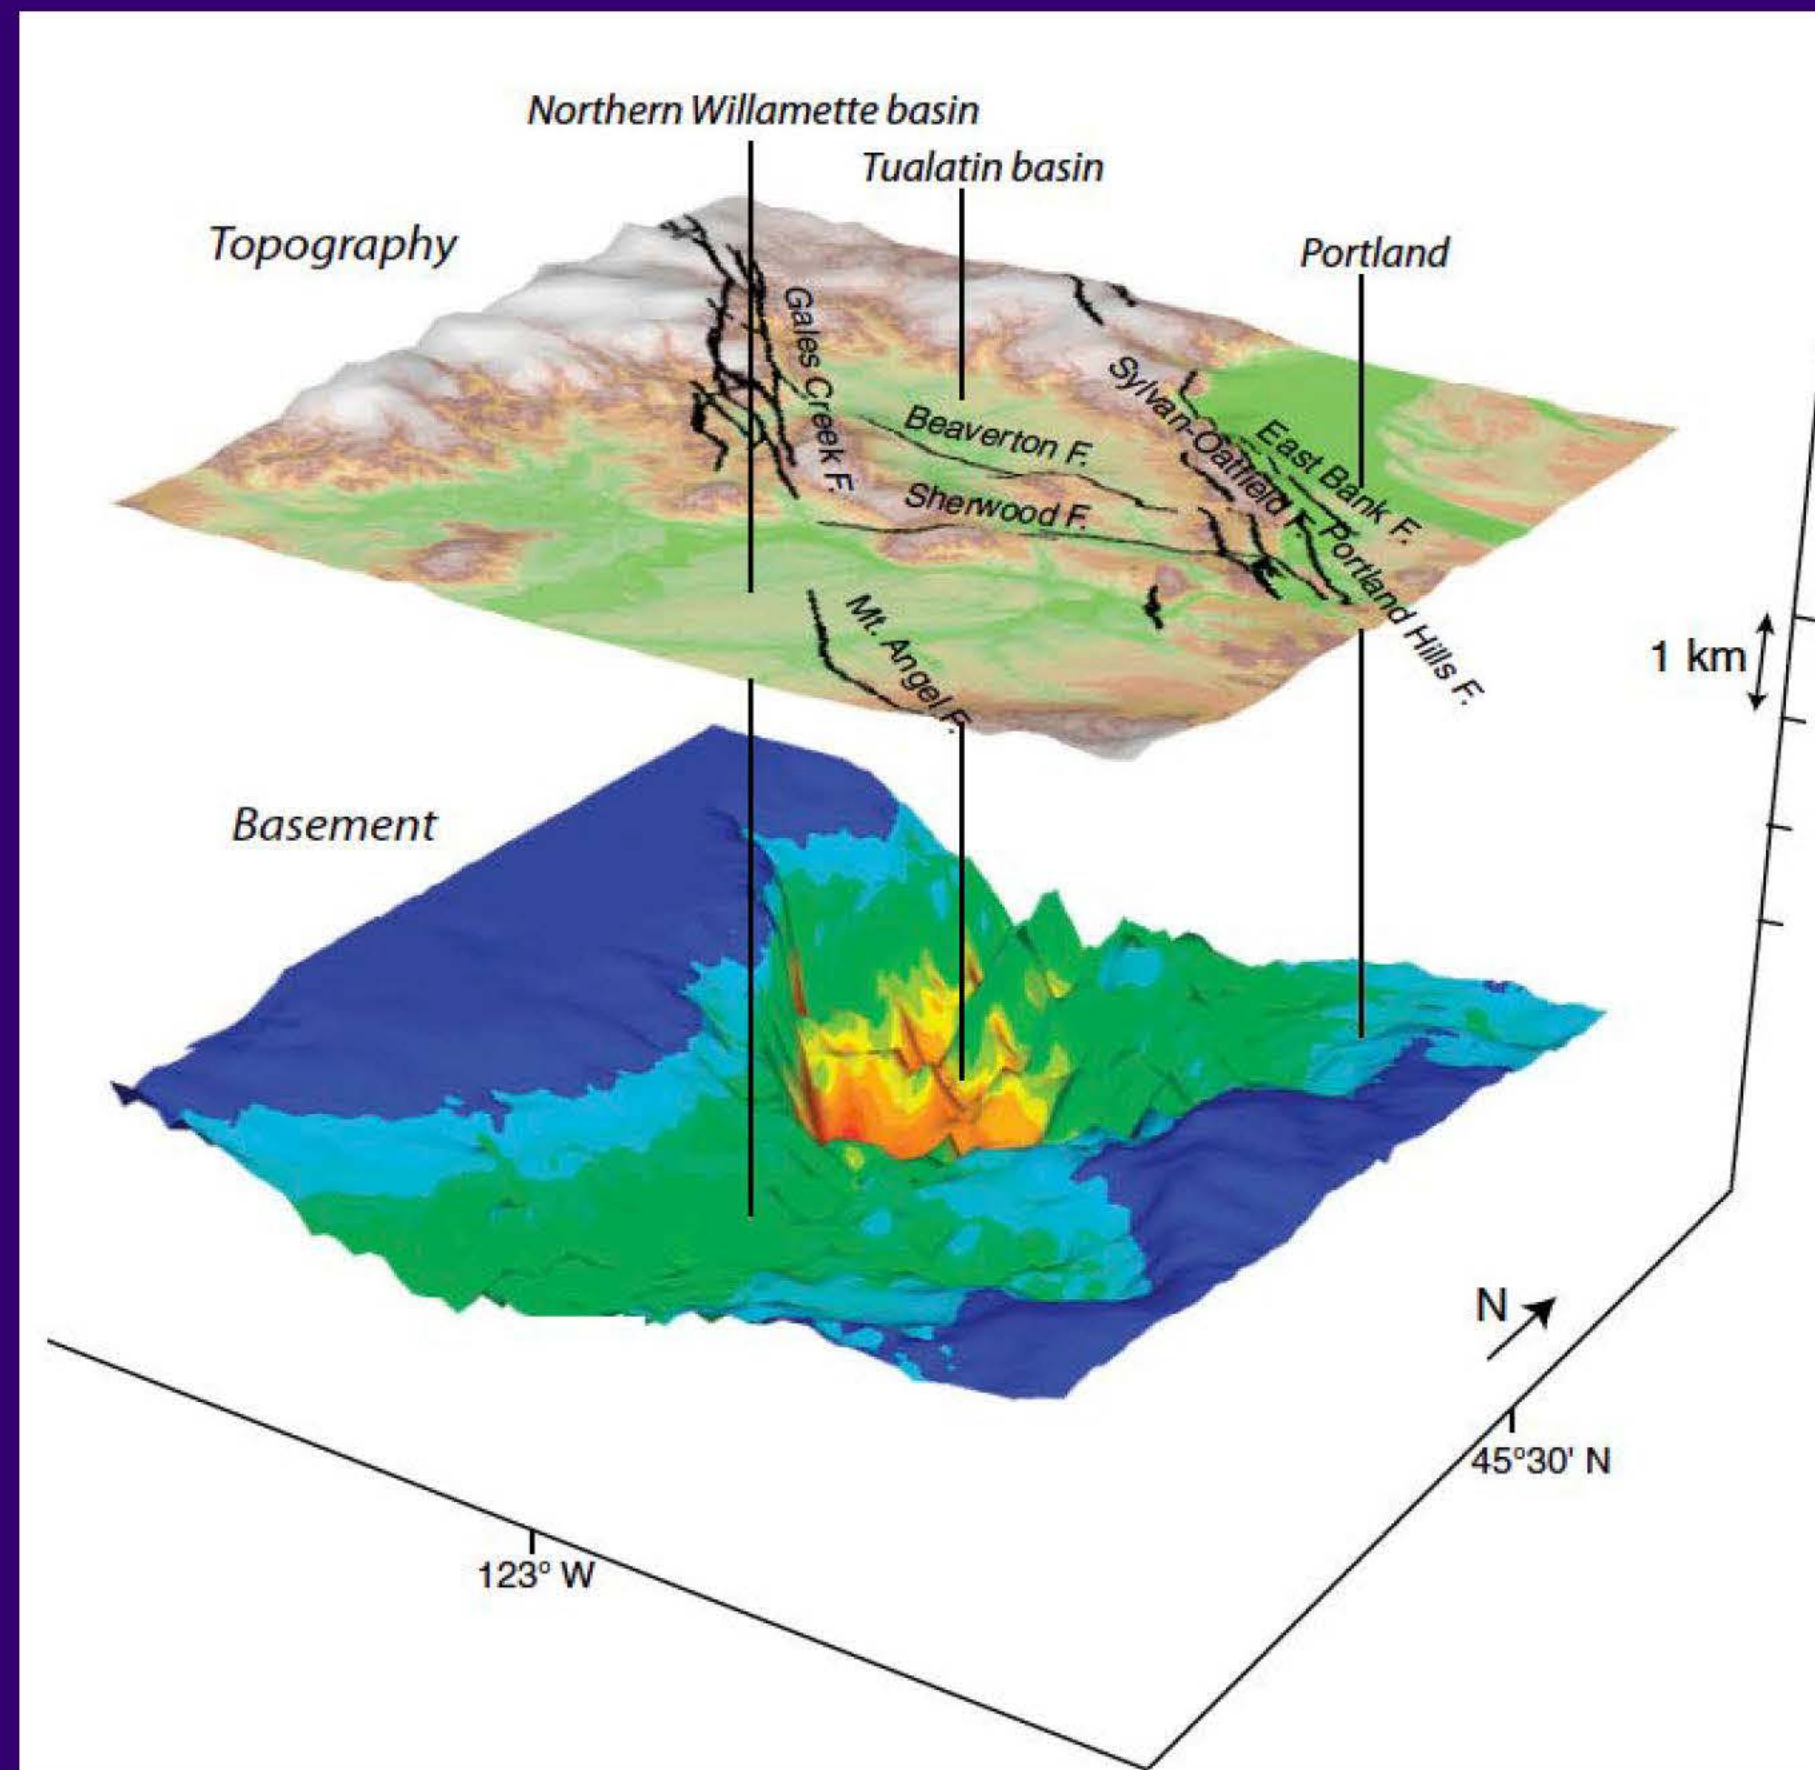 Northern Willamette basin
Tualatin basin
Topography
Portland
Gales Creek F.
Sylvan-Oatfield F.
Beaverton F.
East Bank F.
Sherwood F.
Portland Hills F.
Mt. Angel F.
1 km
Basement
N
45°30' N
123° W